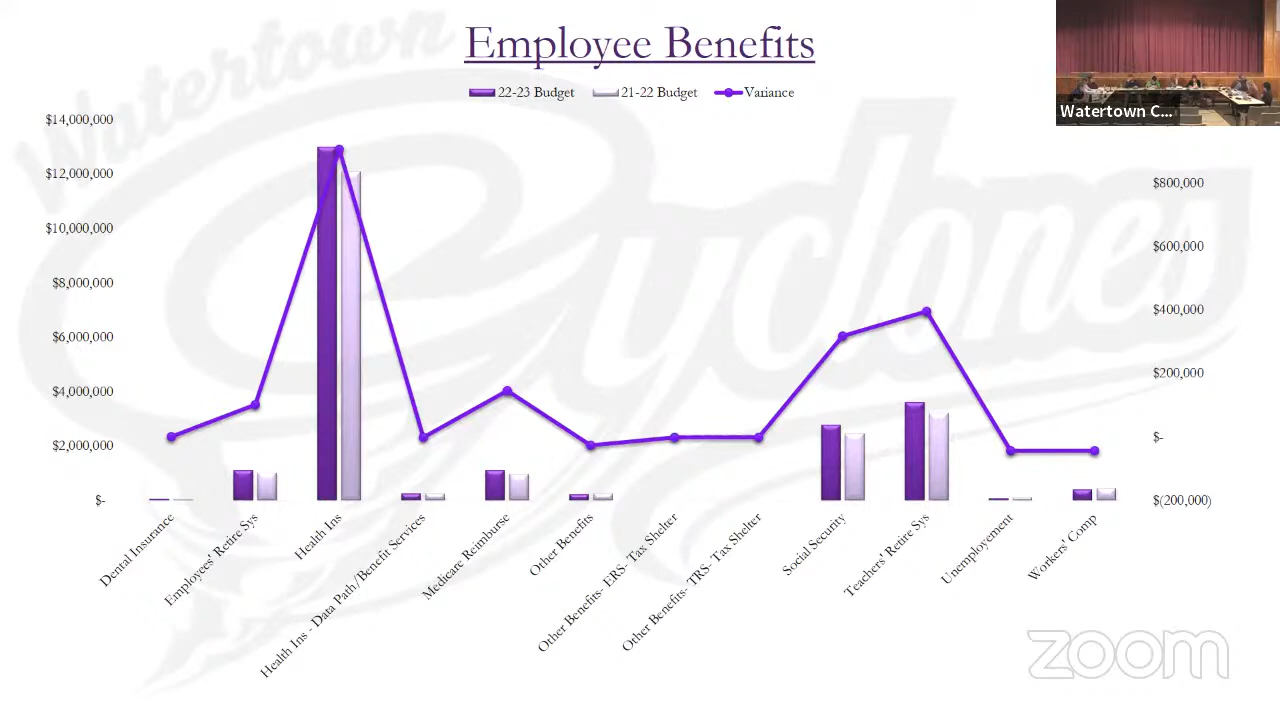 Employee Benefits
22-23 Budget 21-22 Budget Variance
Watertown C...
Watertown
Cyclones
$14,000,000
$12,000,000
$10,000,000
$8,000,000
$6,000,000
$4,000,000
$2,000,000
$-
$800,000
$600,000
$400,000
$200,000
$-
$(200,000)
Dental Insurance
Employees' Retire Sys
Health Ins
Health Ins - Data Path/Benefit Services
Medicare Reimburse
Other Benefits
Other Benefits- ERS- Tax Shelter
Other Benefits- TRS- Tax Shelter
Social Security
Teachers' Retire Sys
Unemployement
Workers' Comp
zoom